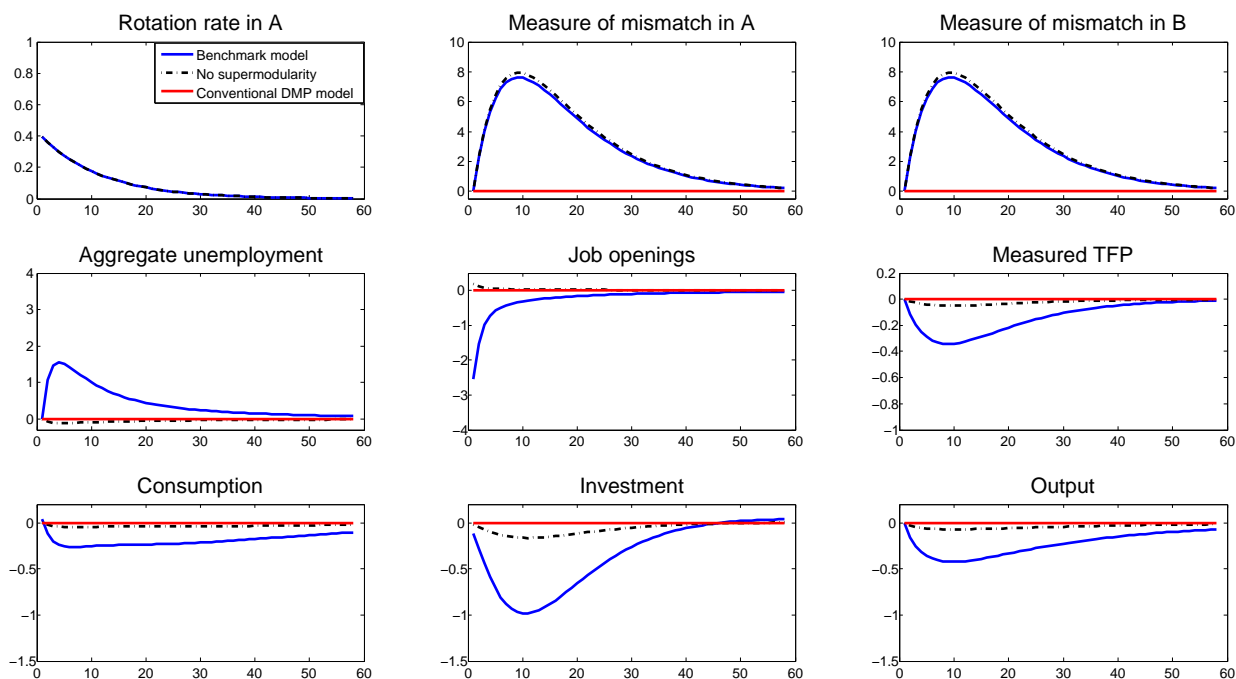 Rotation rate in A
1
0.8
0.6
0.4
0.2
0
0 10 20 30 40 50 60
Benchmark model
No supermodularity
Conventional DMP model
Measure of mismatch in A
10
8
6
4
2
0
0 10 20 30 40 50 60
Measure of mismatch in B
10
8
6
4
2
0
0 10 20 30 40 50 60
Aggregate unemployment
4
3
2
1
0
0 10 20 30 40 50 60
Job openings
0
−1
−2
−3
−4
0 10 20 30 40 50 60
Measured TFP
0.2
0
−0.2
−0.4
−0.6
−0.8
−1
0 10 20 30 40 50 60
Consumption
0
−0.5
−1
−1.5
0 10 20 30 40 50 60
Investment
0
−0.5
−1
−1.5
0 10 20 30 40 50 60
Output
0
−0.5
−1
−1.5
0 10 20 30 40 50 60